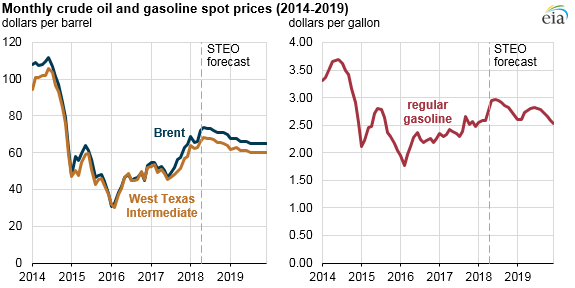 Monthly crude oil and gasoline spot prices (2014-2019)
dollars per barrel
dollars per gallon
eia
120
100
80
60
40
20
0
2014 2015 2016 2017 2018 2019
STEO
forecast
Brent
West Texas
Intermediate
4.00
3.50
3.00
2.50
2.00
1.50
1.00
0.50
0.00
2014 2015 2016 2017 2018 2019
STEO
forecast
regular
gasoline